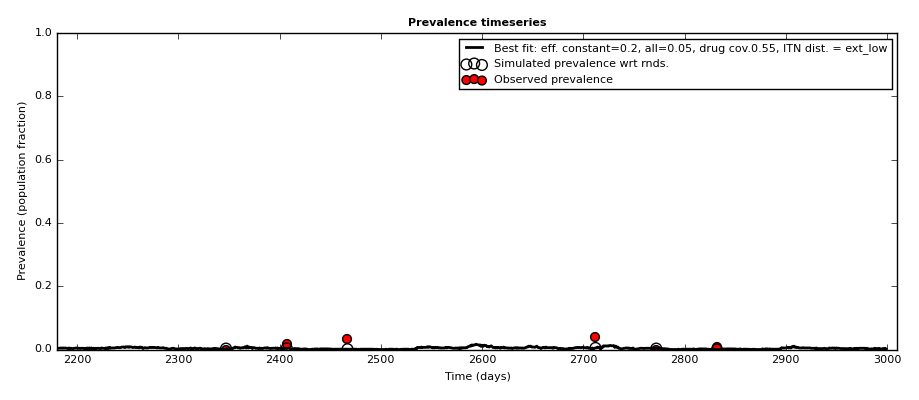 Prevalence timeseries
Best fit: eff. constant=0.2, all=0.05, drug cov.0.55, ITN dist. = ext_low
Simulated prevalence wrt rnds.
Observed prevalence
Prevalence (population fraction)
1.0
0.8
0.6
0.4
0.2
0.0
2200 2300 2400 2500 2600 2700 2800 2900 3000
Time (days)